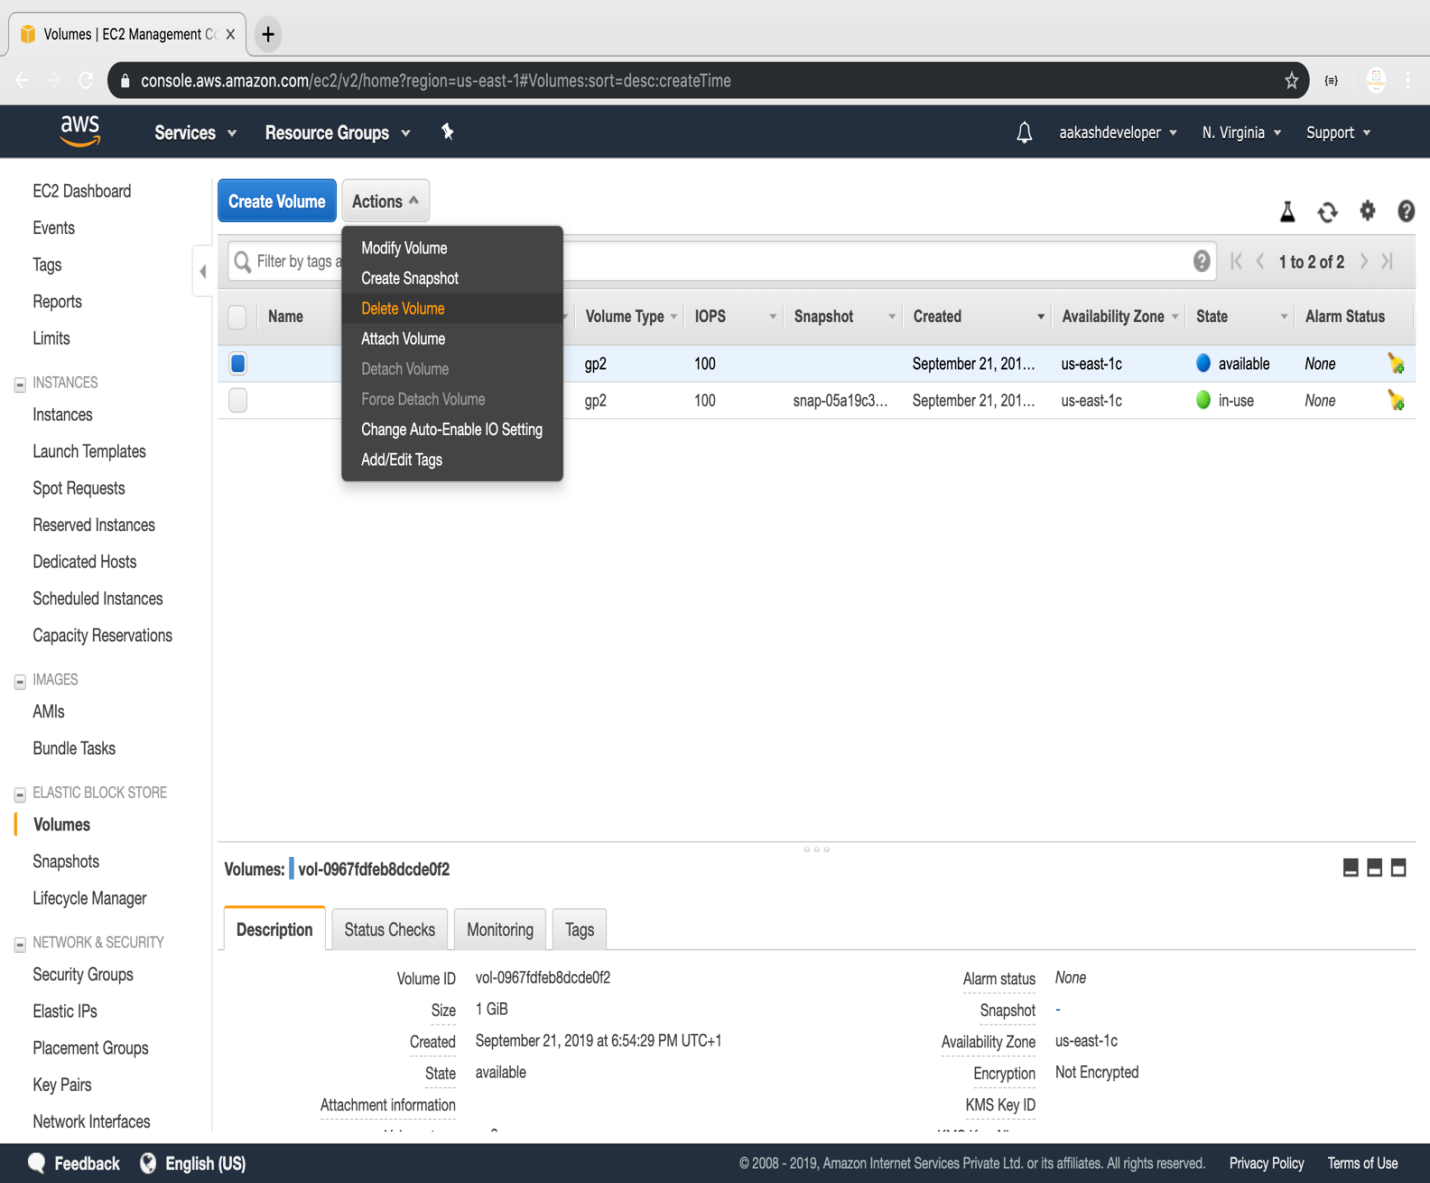 Volumes | EC2 Management Co
console.aws.amazon.com/ec2/v2/home?region=us-east-1#Volumes:sort=desc:createTime
aws Services Resource Groups aakashdeveloper N. Virginia Support
EC2 Dashboard
Events
Tags
Reports
Limits
INSTANCES
Instances
Launch Templates
Spot Requests
Reserved Instances
Dedicated Hosts
Scheduled Instances
Capacity Reservations
IMAGES
AMIs
Bundle Tasks
ELASTIC BLOCK STORE
Volumes
Snapshots
Lifecycle Manager
NETWORK & SECURITY
Security Groups
Elastic IPs
Placement Groups
Key Pairs
Network Interfaces
Create Volume Actions
Modify Volume
Create Snapshot
Delete Volume
Attach Volume
Detach Volume
Force Detach Volume
Change Auto-Enable IO Setting
Add/Edit Tags
Filter by tags a 1 to 2 of 2
Name Volume Type IOPS Snapshot Created Availability Zone State Alarm Status
gp2 100 September 21, 201... us-east-1c available None
gp2 100 snap-05a19c3... September 21, 201... us-east-1c in-use None
Volumes: vol-0967fdfeb8dcde0f2
Description Status Checks Monitoring Tags
Volume ID vol-0967fdfeb8dcde0f2 Alarm status None
Size 1 GiB Snapshot -
Created September 21, 2019 at 6:54:29 PM UTC+1 Availability Zone us-east-1c
State available Encryption Not Encrypted
Attachment information KMS Key ID
Feedback English (US) © 2008 - 2019, Amazon Internet Services Private Ltd. or its affiliates. All rights reserved. Privacy Policy Terms of Use